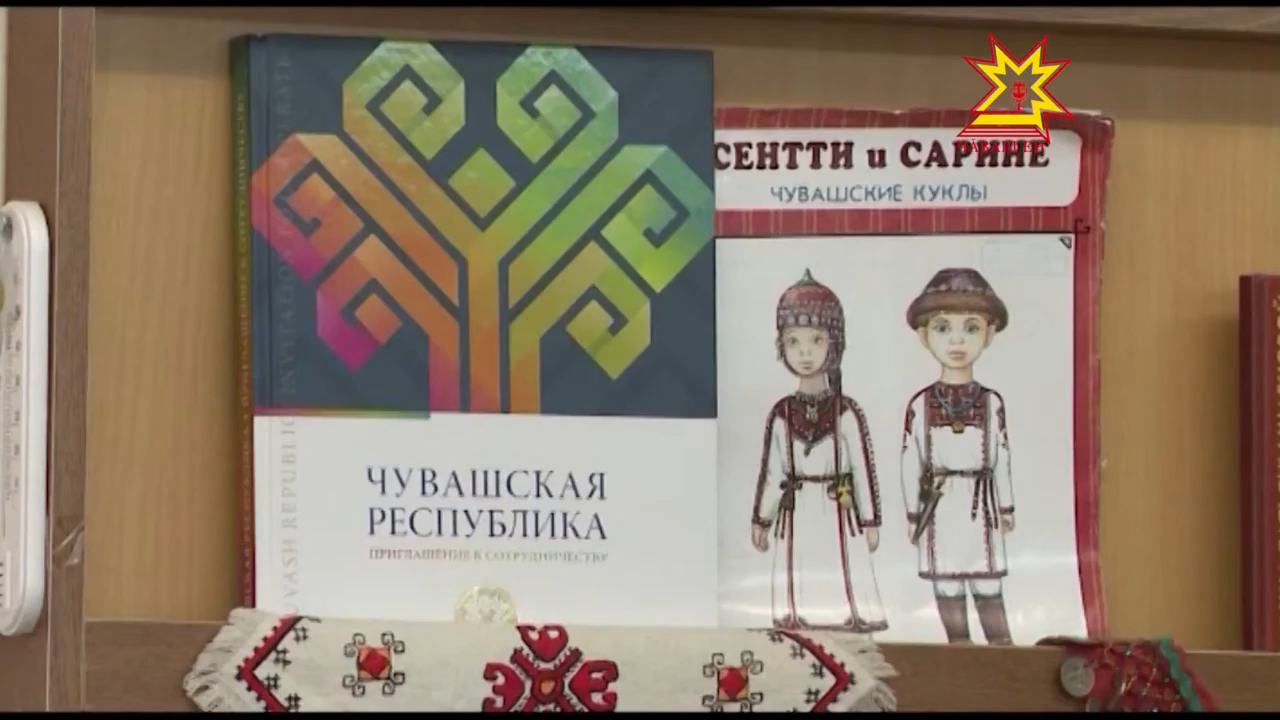 ЧУВАШСКАЯ
РЕСПУБЛИКА
ПРИГЛАШЕНИЕ К СОТРУДНИЧЕСТВУ
СЕНТТИ и САРИНЕ
ЧУВАШСКИЕ КУКЛЫ